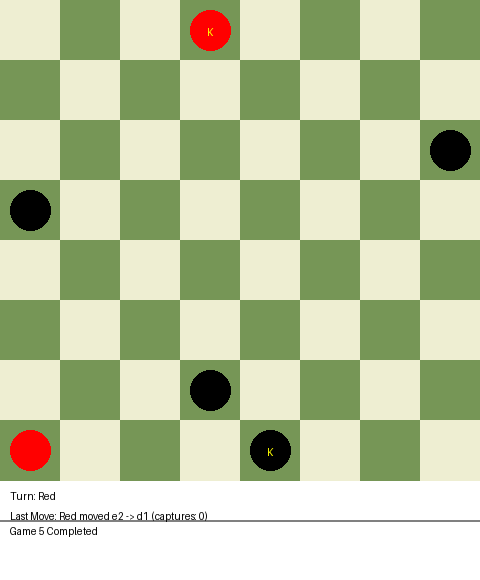 K
K
Turn: Red
Last Move: Red moved e2 -> d1 (captures: 0)
Game 5 Completed